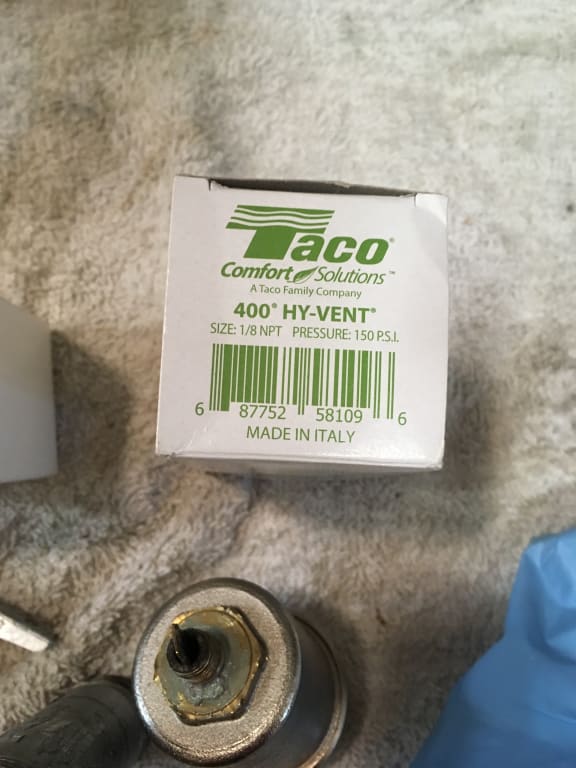 Taco®
Comfort Solutions™
A Taco Family Company
400® HY-VENT®
SIZE: 1/8 NPT PRESSURE: 150 P.S.I.
6 87752 58109 6
MADE IN ITALY